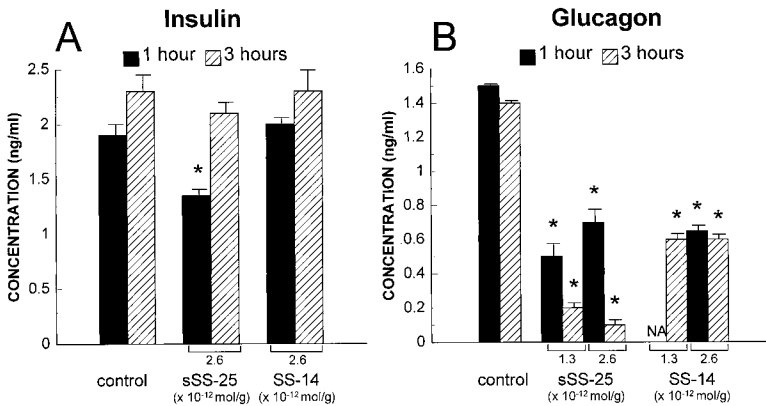 A
Insulin
1 hour 3 hours
CONCENTRATION (ng/ml)
2.5
2
1.5
1
0.5
0
*
2.6
2.6
control
sSS-25
(x 10-12 mol/g)
SS-14
(x 10-12 mol/g)
B
Glucagon
1 hour 3 hours
CONCENTRATION (ng/ml)
1.6
1.4
1.2
1
0.8
0.6
0.4
0.2
0
* * * *
* * *
NA
1.3 2.6
1.3 2.6
control
sSS-25
(x 10-12 mol/g)
SS-14
(x 10-12 mol/g)